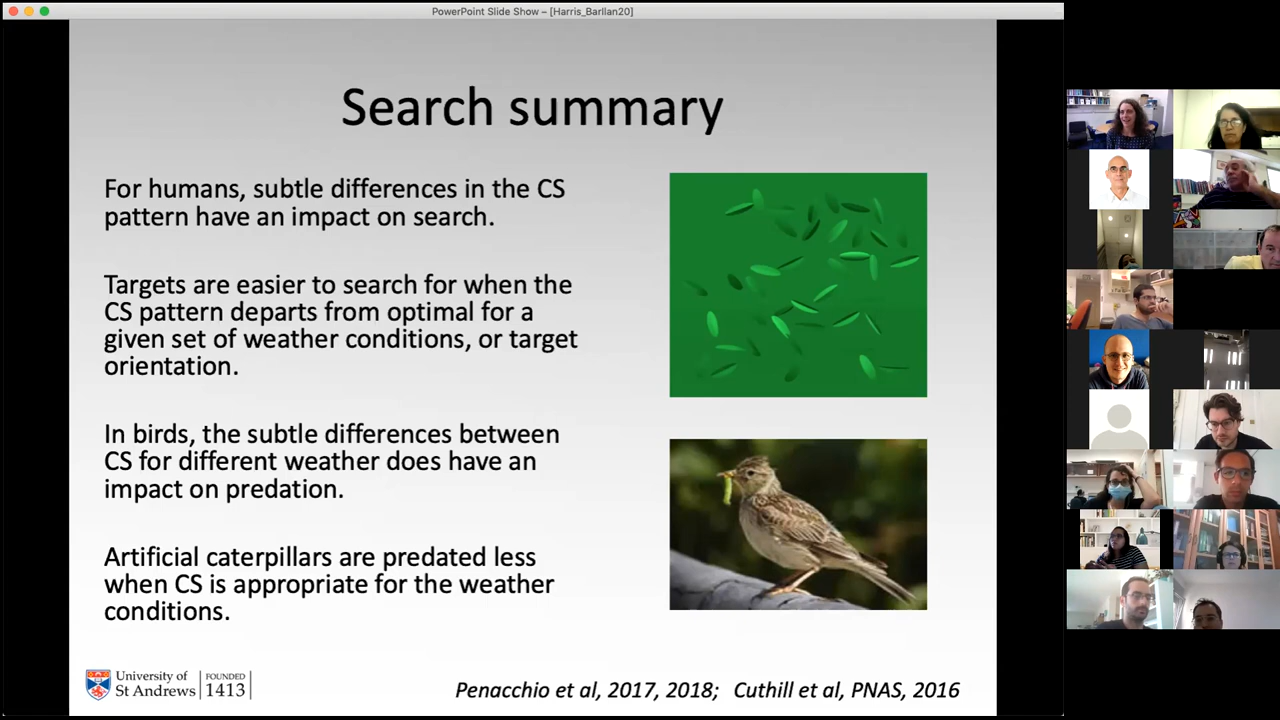 PowerPoint Slide Show – [Harris_BarIlan20]
Search summary
For humans, subtle differences in the CS
pattern have an impact on search.
Targets are easier to search for when the
CS pattern departs from optimal for a
given set of weather conditions, or target
orientation.
In birds, the subtle differences between
CS for different weather does have an
impact on predation.
Artificial caterpillars are predated less
when CS is appropriate for the weather
conditions.
University of
St Andrews
FOUNDED
1413
Penacchio et al, 2017, 2018; Cuthill et al, PNAS, 2016